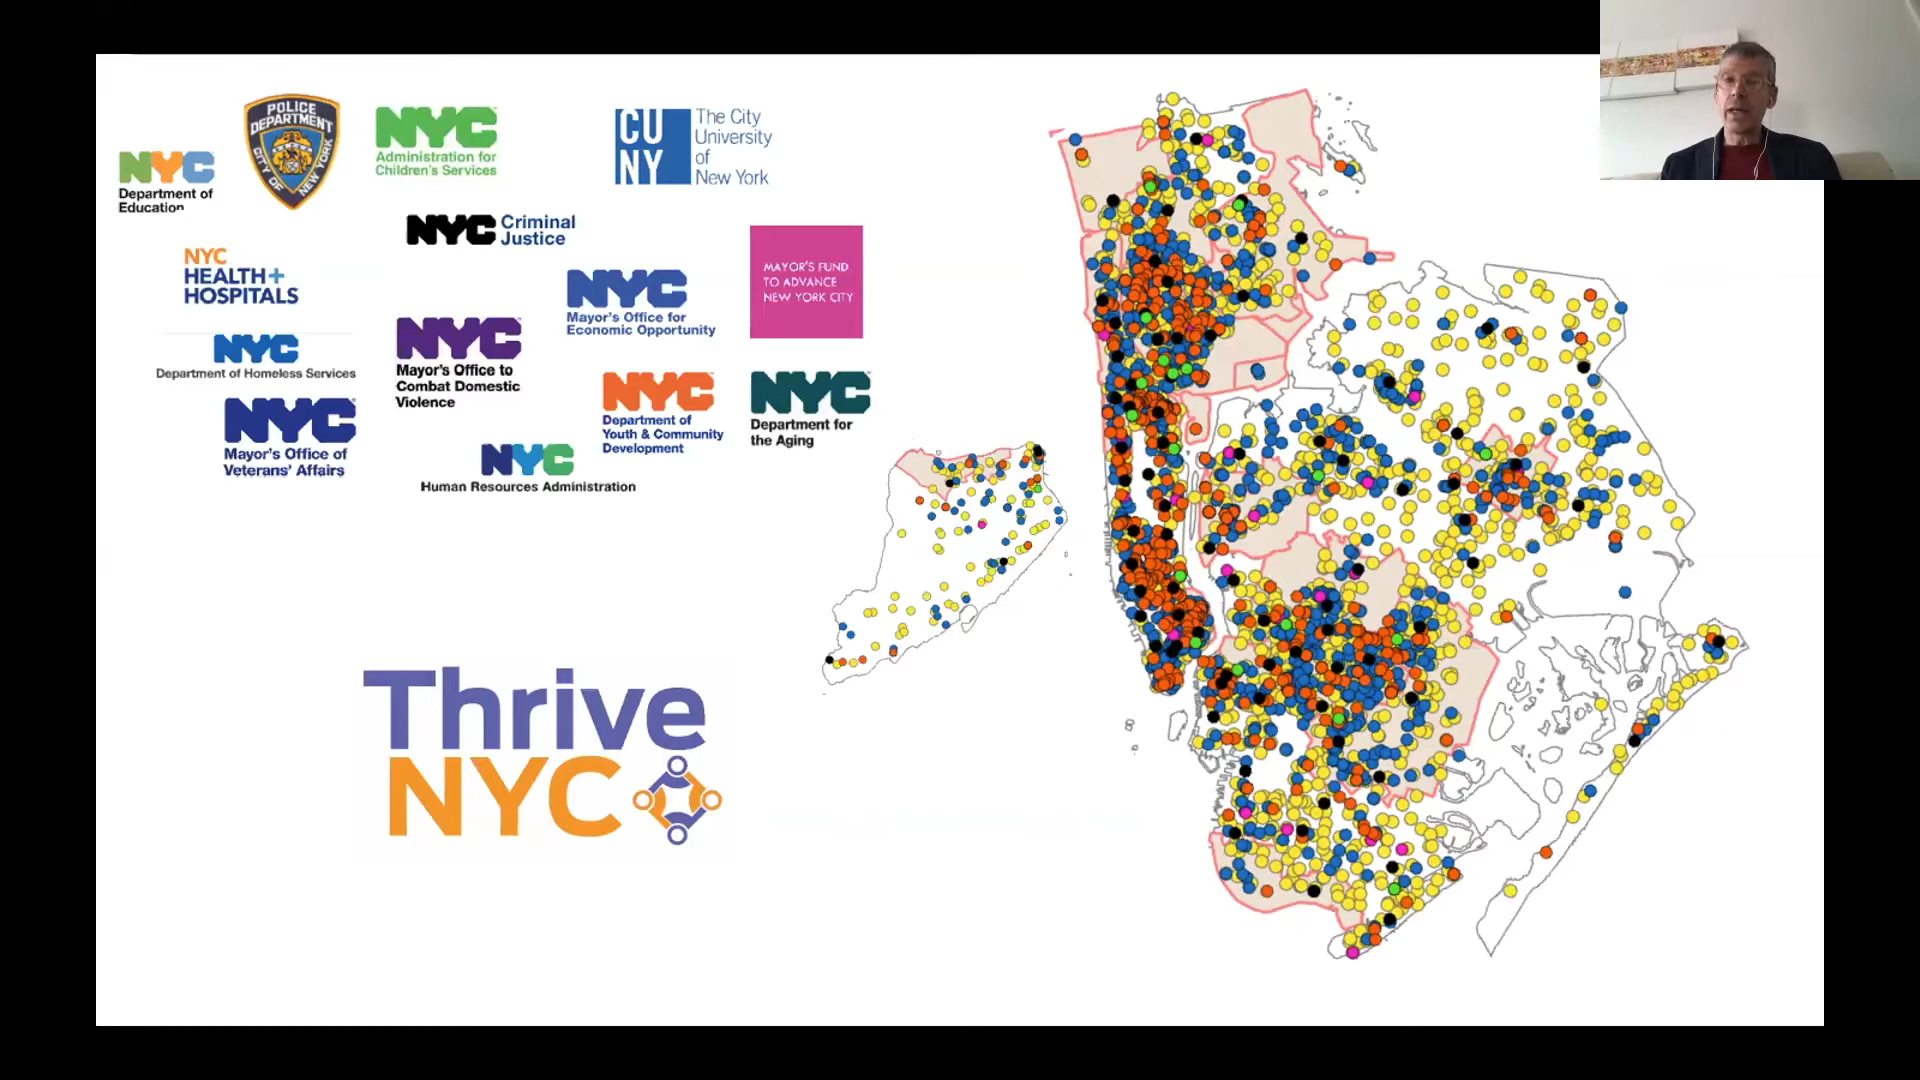 NYC
Department of
Education
POLICE
DEPARTMENT
CITY OF NEW YORK
NYC
Administration for
Children's Services
CU
NY
The City
University
of
New York
NYC
Criminal
Justice
NYC
HEALTH+
HOSPITALS
NYC
Mayor's Office for
Economic Opportunity
MAYOR'S FUND
TO ADVANCE
NEW YORK CITY
NYC
Department of Homeless Services
NYC
Mayor's Office to
Combat Domestic
Violence
NYC
Department of
Youth & Community
Development
NYC
Department for
the Aging
NYC
Mayor's Office of
Veterans' Affairs
NYC
Human Resources Administration
Thrive
NYC